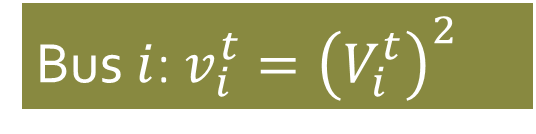 Bus i: v_i^t = (V_i^t)^2